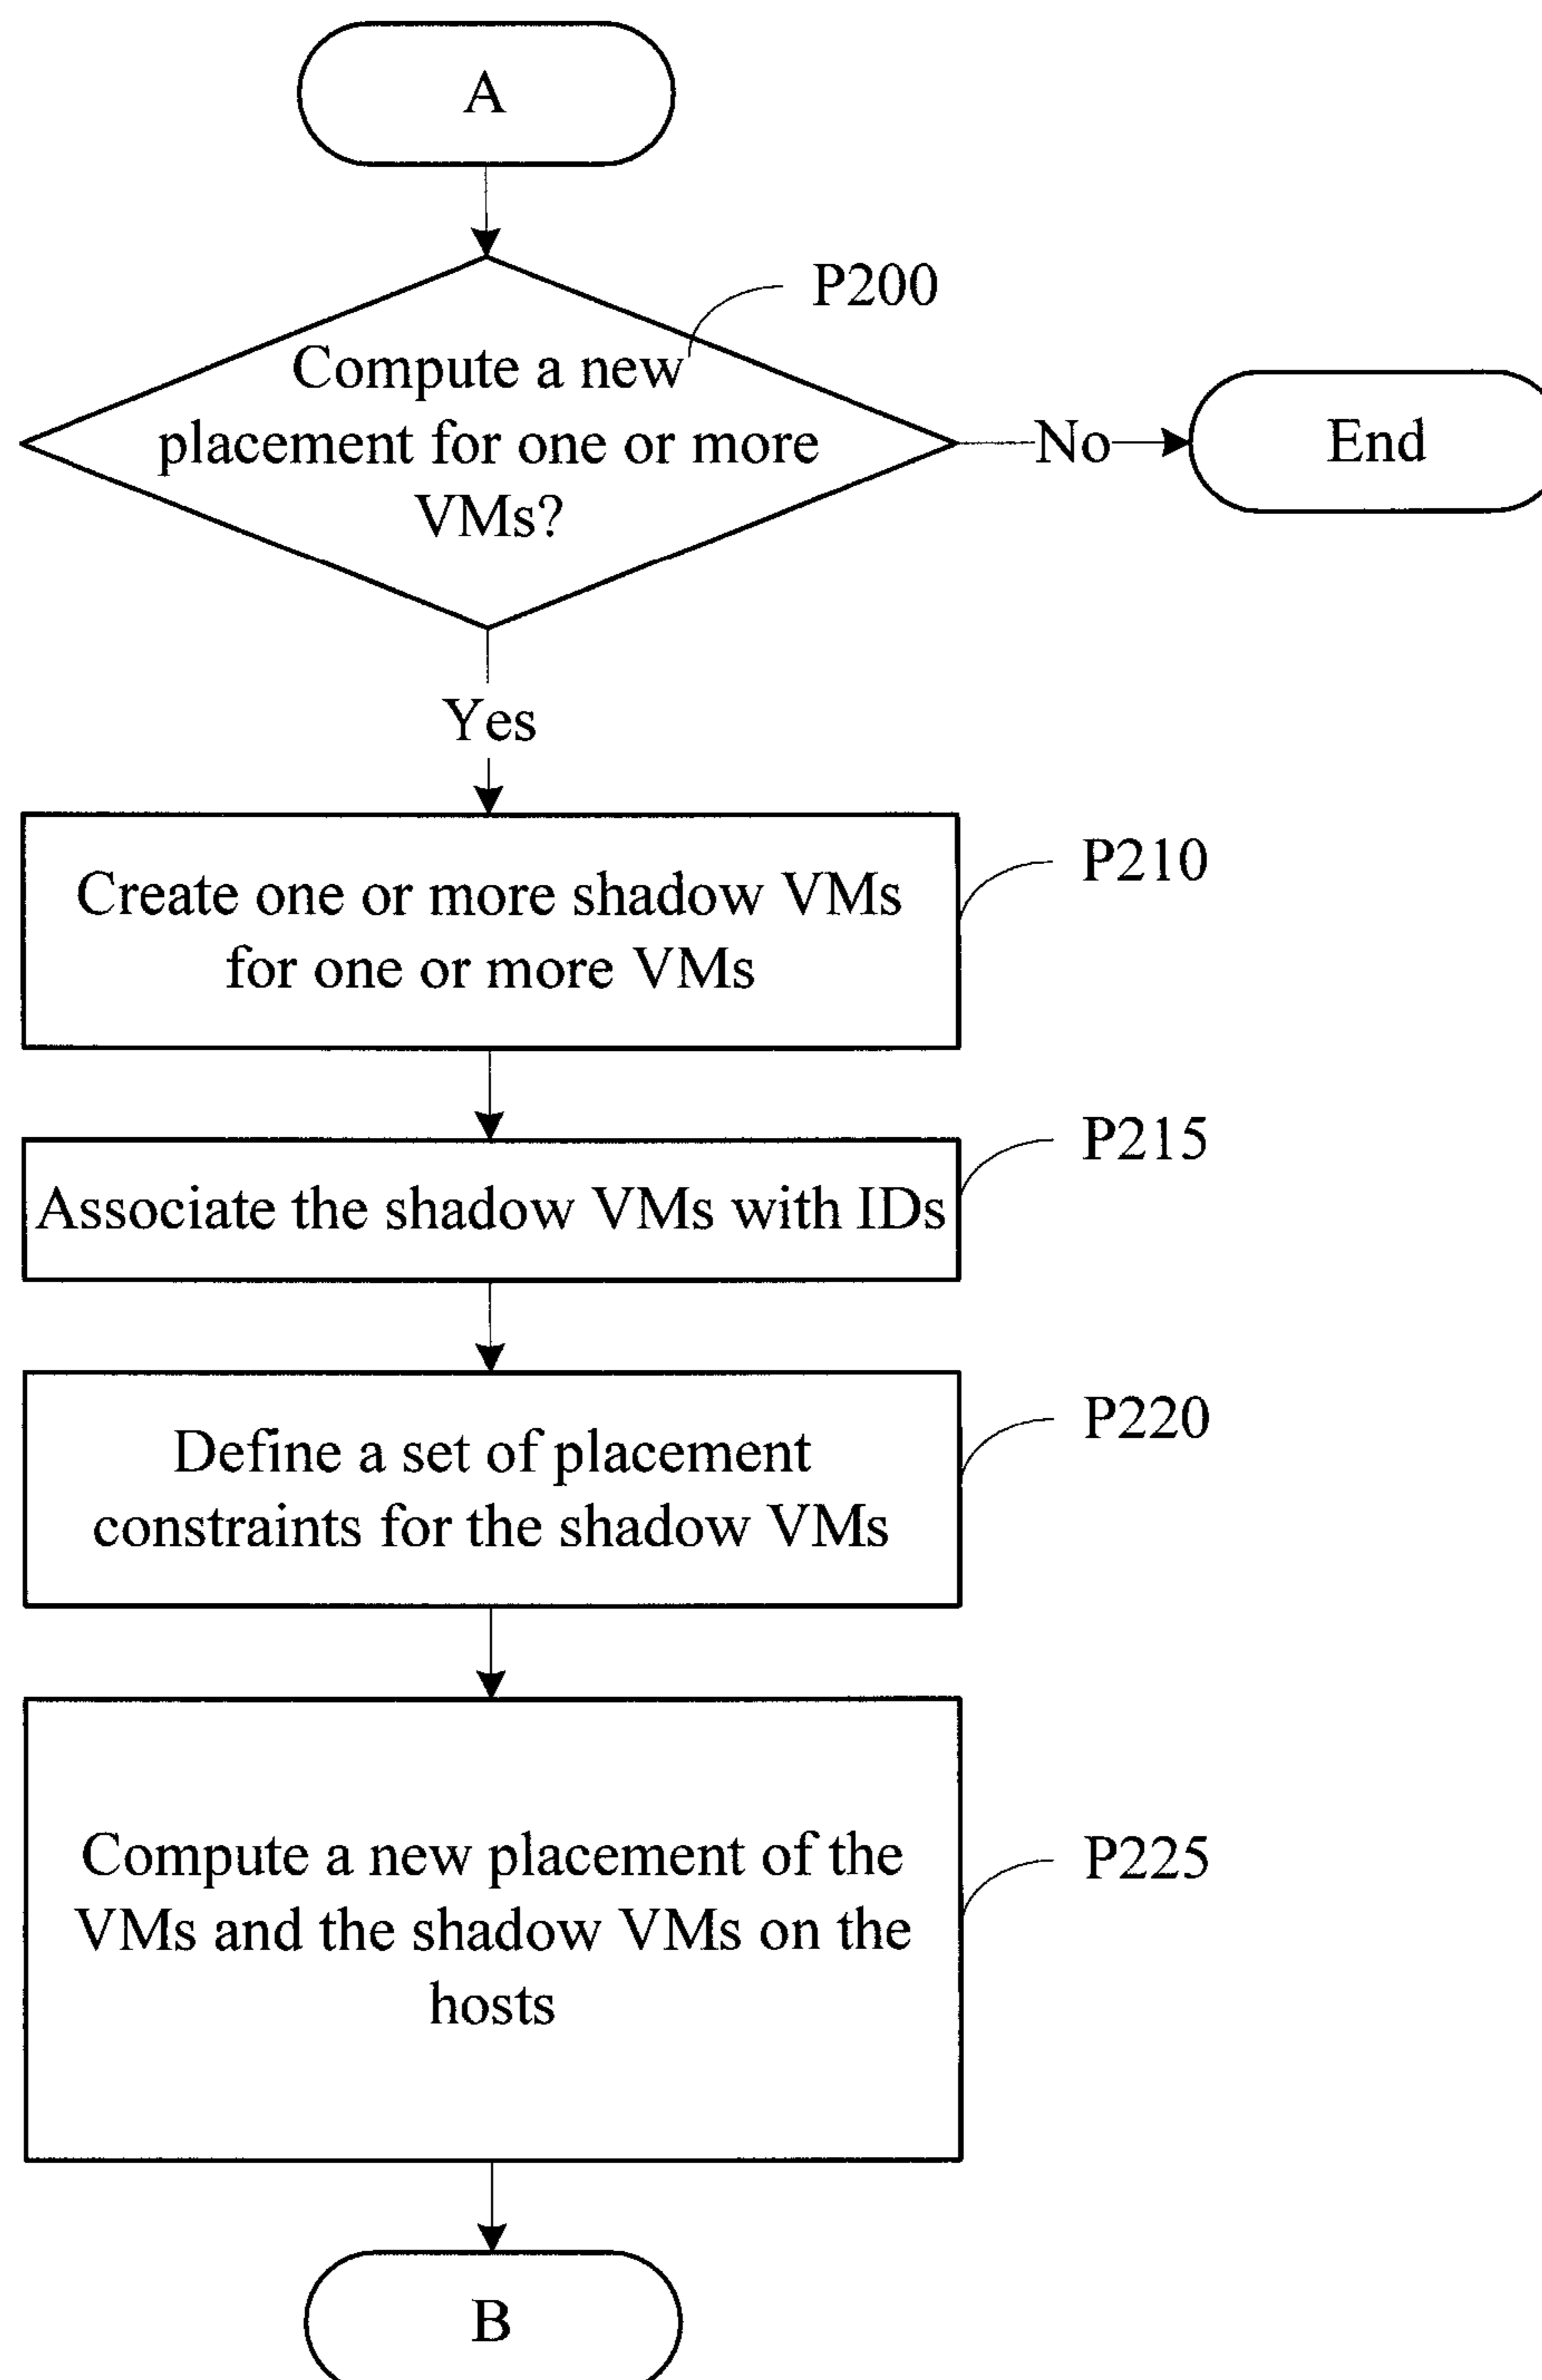 A
P200
Compute a new
placement for one or more
VMs?
No
End
Yes
Create one or more shadow VMs
for one or more VMs
P210
Associate the shadow VMs with IDs
P215
Define a set of placement
constraints for the shadow VMs
P220
Compute a new placement of the
VMs and the shadow VMs on the
hosts
P225
B